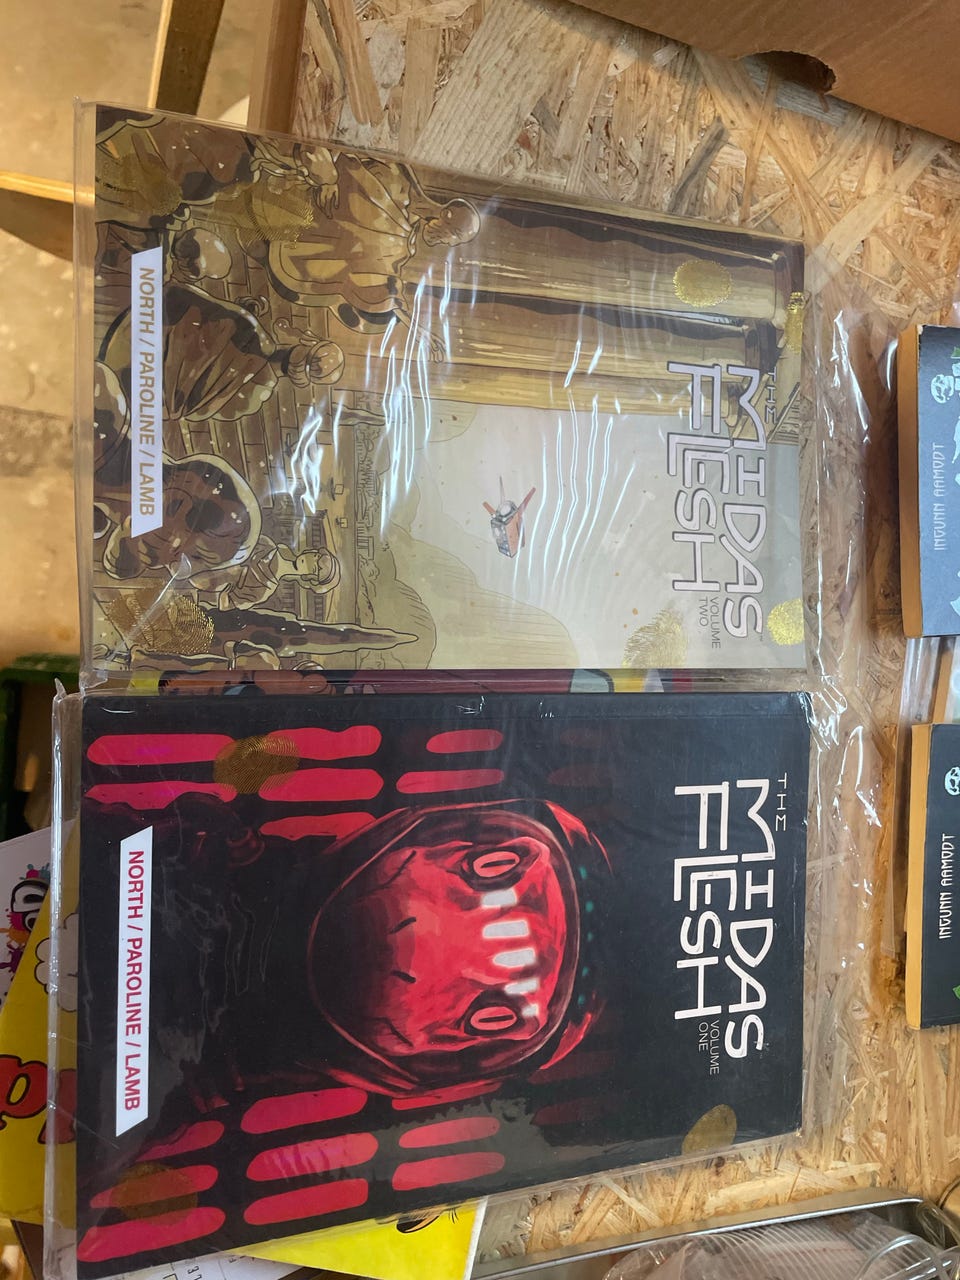 THE
MIDAS
FLESH
VOLUME
TWO
NORTH / PAROLINE / LAMB
THE
MIDAS
FLESH
VOLUME
ONE
NORTH / PAROLINE / LAMB
INGUNN AAMODT
INGUNN AAMODT